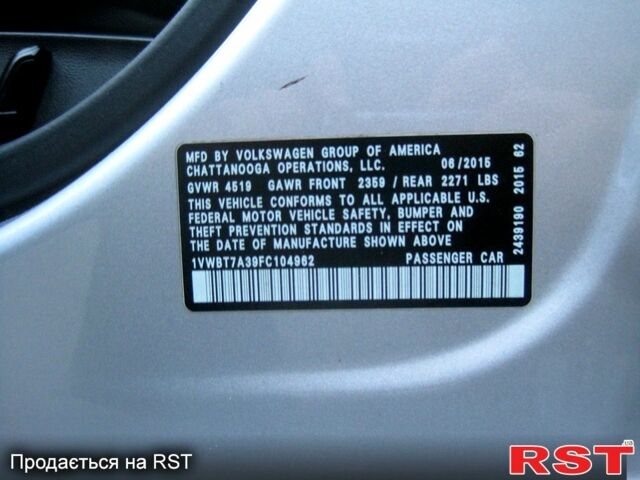 MFD BY VOLKSWAGEN GROUP OF AMERICA
CHATTANOOGA OPERATIONS, LLC. 06/2015
GVWR 4519 GAWR FRONT 2359 / REAR 2271 LBS
THIS VEHICLE CONFORMS TO ALL APPLICABLE U.S.
FEDERAL MOTOR VEHICLE SAFETY, BUMPER AND
THEFT PREVENTION STANDARDS IN EFFECT ON
THE DATE OF MANUFACTURE SHOWN ABOVE
1VWBT7A39FC104962 PASSENGER CAR
2439190 2015 62
Продається на RST
RST